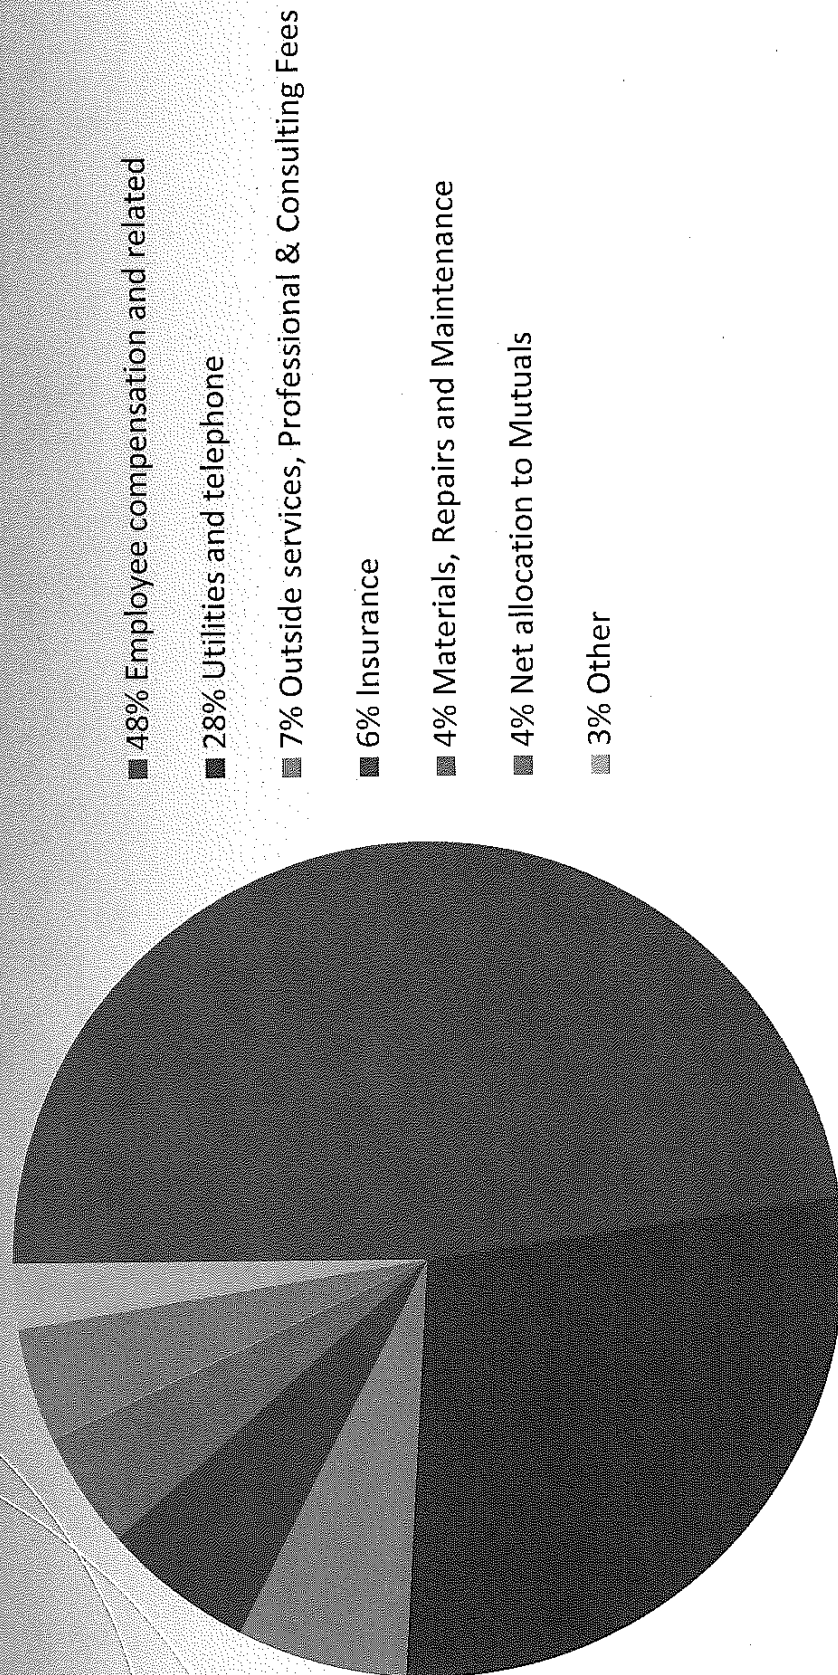 48% Employee compensation and related
28% Utilities and telephone
7% Outside services, Professional & Consulting Fees
6% Insurance
4% Materials, Repairs and Maintenance
4% Net allocation to Mutuals
3% Other